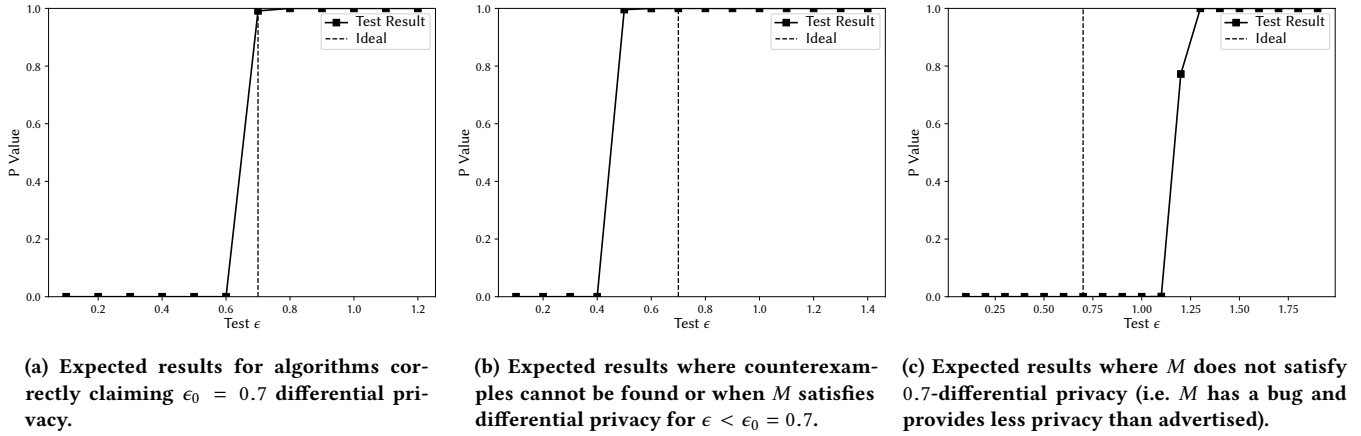 1.0
0.8
0.6
0.4
0.2
0.0
P Value
0.2 0.4 0.6 0.8 1.0 1.2
Test ϵ
Test Result
Ideal
1.0
0.8
0.6
0.4
0.2
0.0
P Value
0.2 0.4 0.6 0.8 1.0 1.2 1.4
Test ϵ
Test Result
Ideal
1.0
0.8
0.6
0.4
0.2
0.0
P Value
0.25 0.50 0.75 1.00 1.25 1.50 1.75
Test ϵ
Test Result
Ideal
(a) Expected results for algorithms cor-
rectly claiming ϵ₀ = 0.7 differential pri-
vacy.
(b) Expected results where counterexam-
ples cannot be found or when M satisfies
differential privacy for ϵ < ϵ₀ = 0.7.
(c) Expected results where M does not satisfy
0.7-differential privacy (i.e. M has a bug and
provides less privacy than advertised).